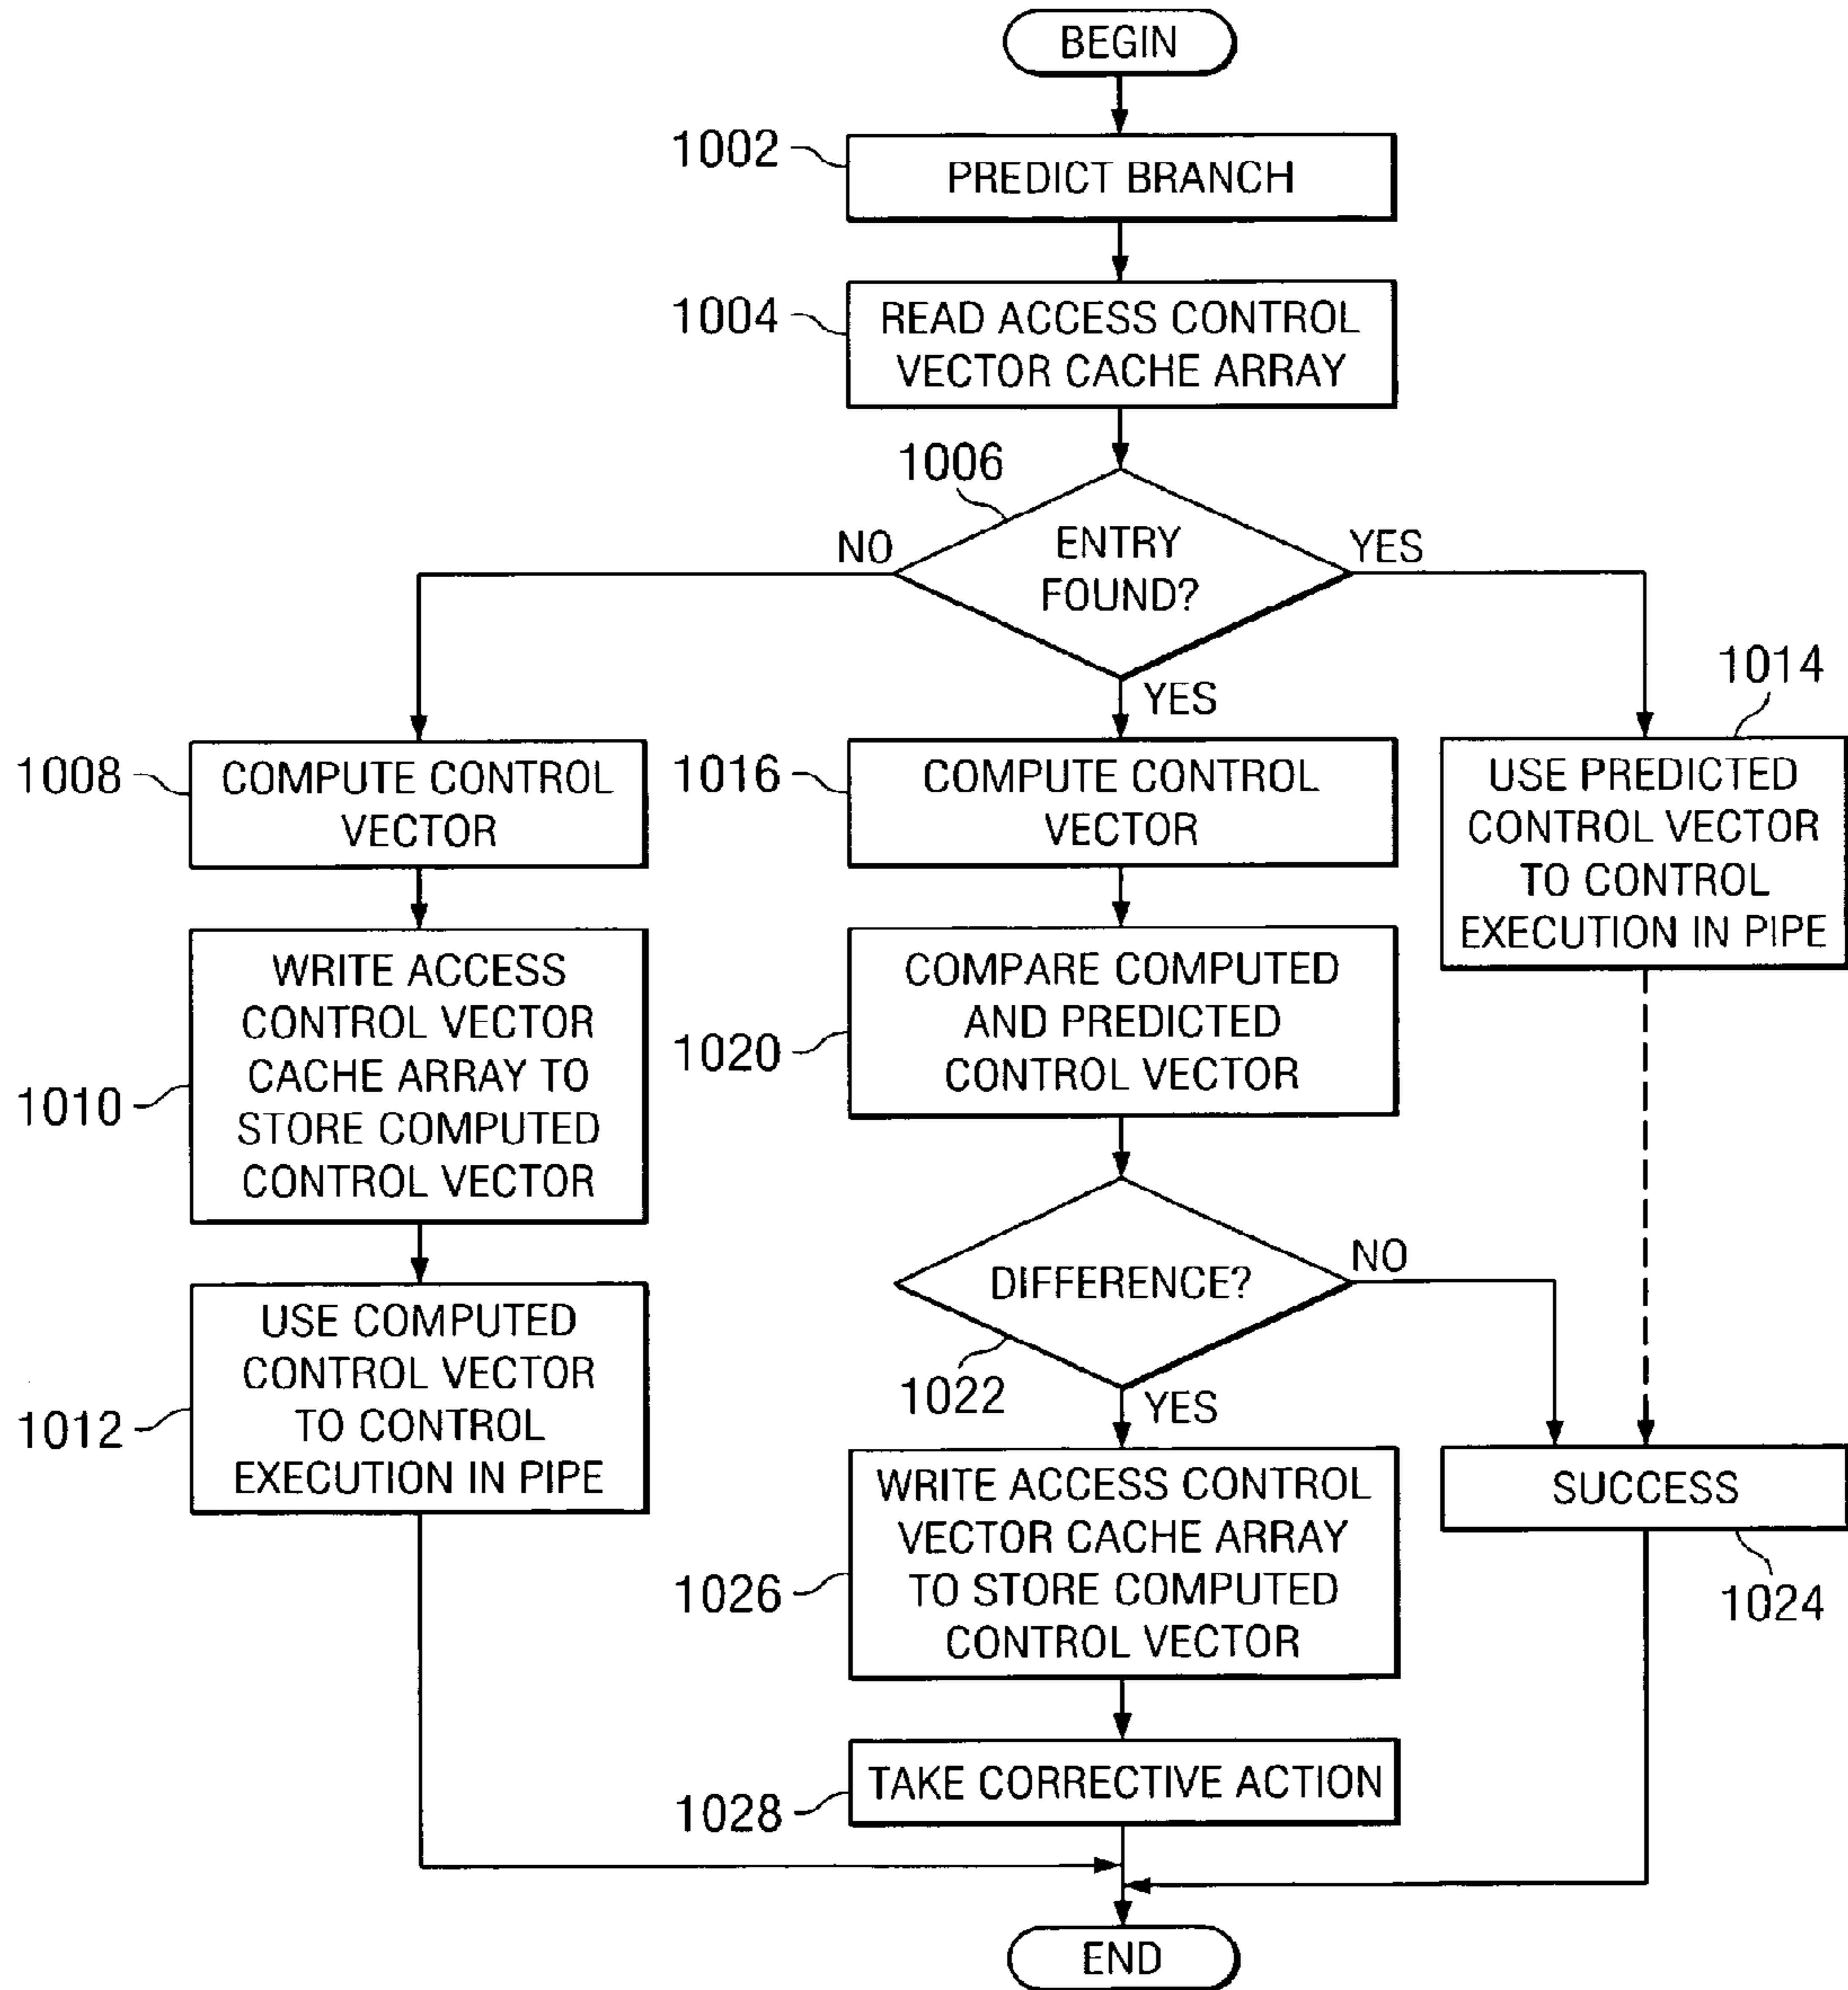 BEGIN
1002
PREDICT BRANCH
1004
READ ACCESS CONTROL
VECTOR CACHE ARRAY
1006
ENTRY
FOUND?
NO
YES
YES
1008
COMPUTE CONTROL
VECTOR
1016
COMPUTE CONTROL
VECTOR
1014
USE PREDICTED
CONTROL VECTOR
TO CONTROL
EXECUTION IN PIPE
1010
WRITE ACCESS
CONTROL VECTOR
CACHE ARRAY TO
STORE COMPUTED
CONTROL VECTOR
1020
COMPARE COMPUTED
AND PREDICTED
CONTROL VECTOR
1012
USE COMPUTED
CONTROL VECTOR
TO CONTROL
EXECUTION IN PIPE
DIFFERENCE?
NO
1022
YES
1026
WRITE ACCESS CONTROL
VECTOR CACHE ARRAY
TO STORE COMPUTED
CONTROL VECTOR
SUCCESS
1024
1028
TAKE CORRECTIVE ACTION
END